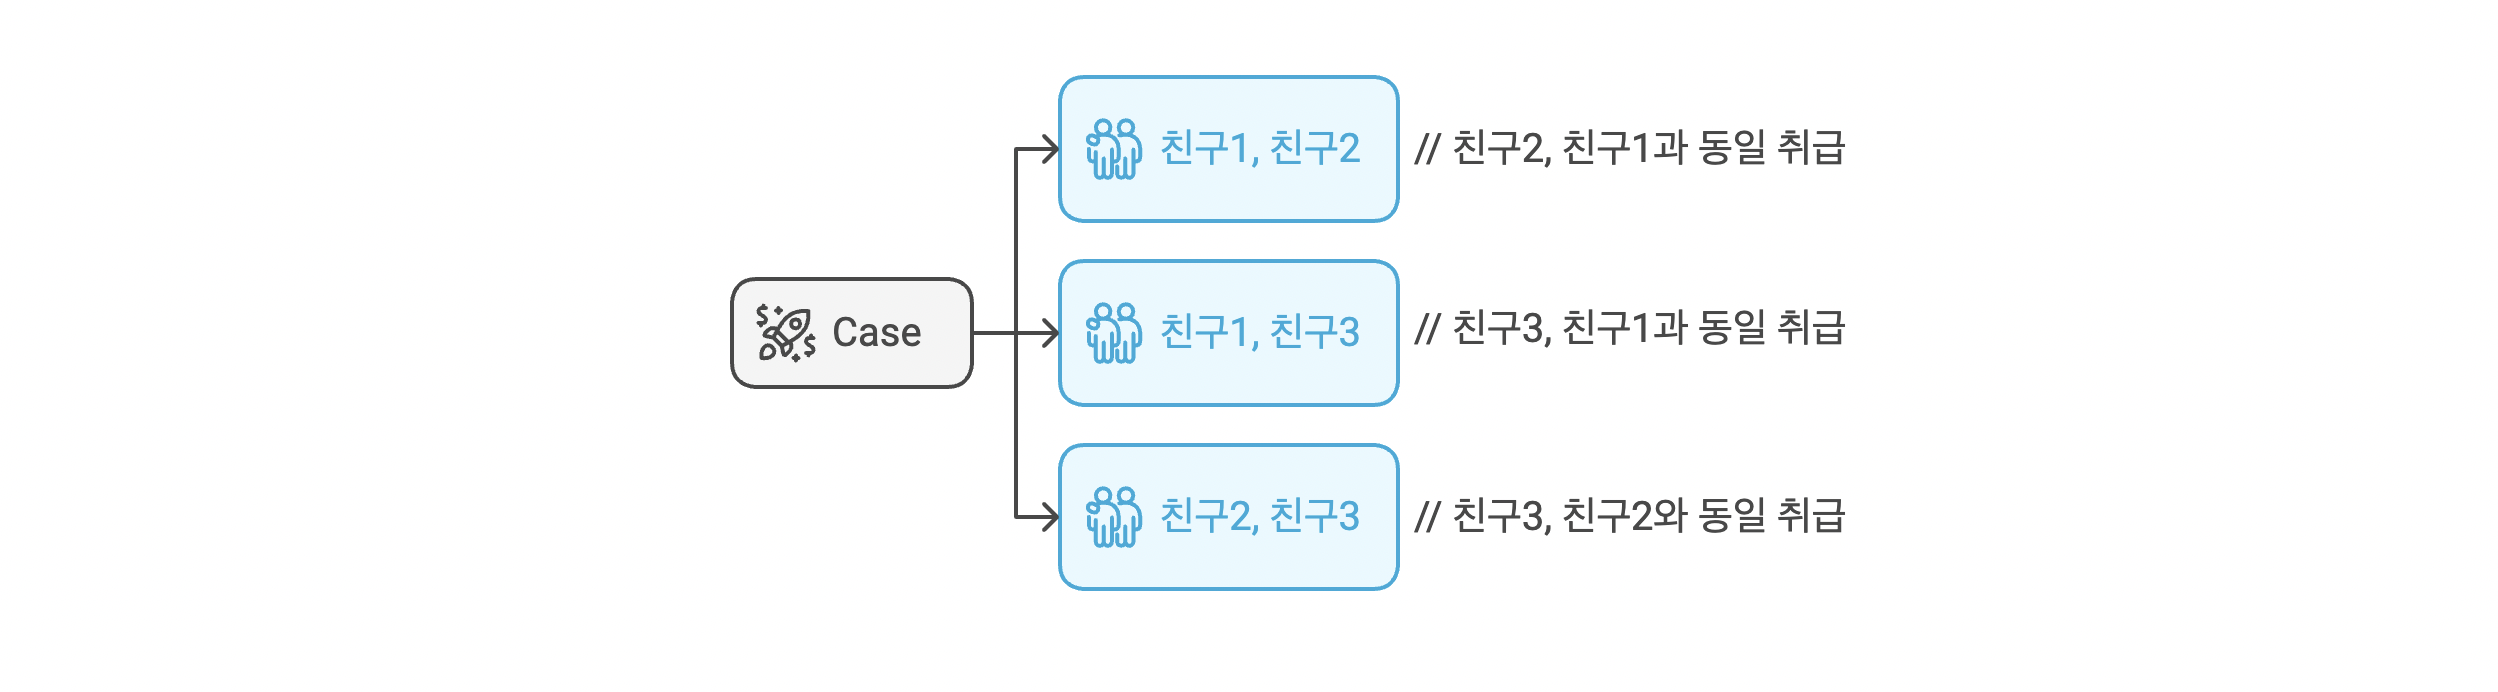 친구1, 친구2 // 친구2, 친구1과 동일 취급
Case 친구1, 친구3 // 친구3,친구1과 동일 취급
친구2, 친구3 // 친구3,친구2와 동일 취급